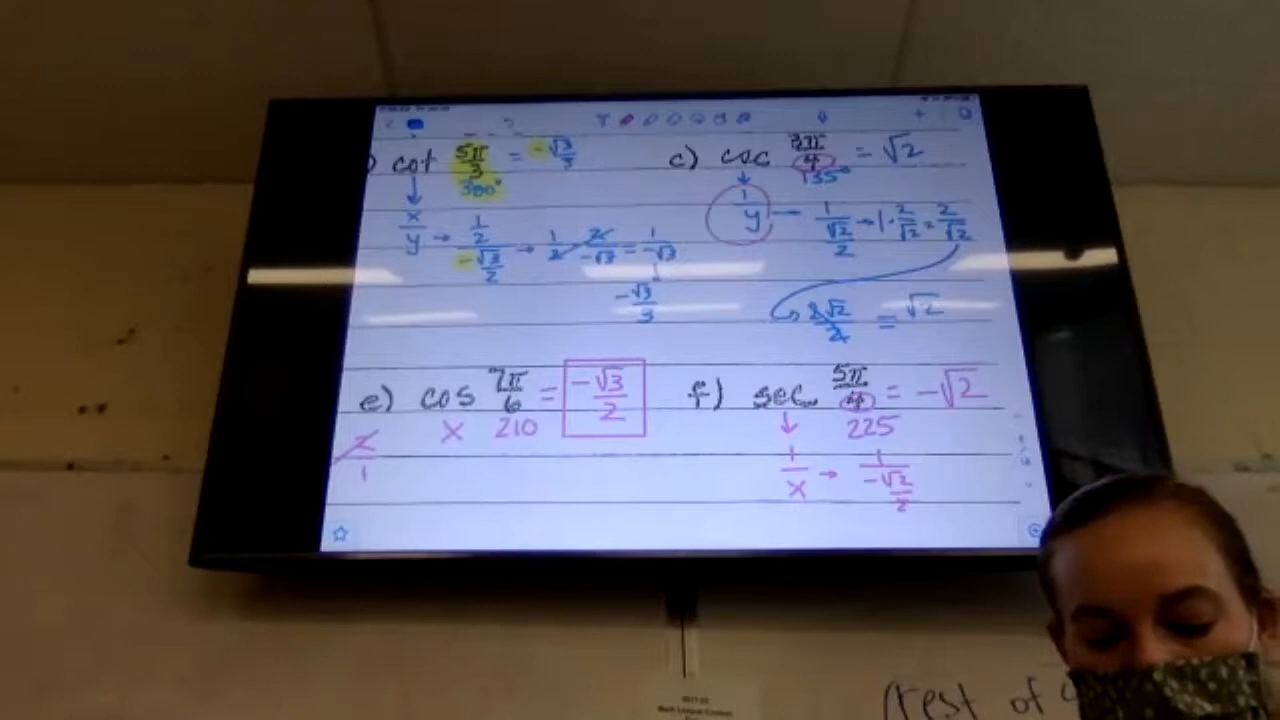 ) cot 5π/3 = -√3/3
300°
x/y → (1/2)/(-√3/2) → 1/2 · 2/-√3 = 1/-√3
-√3/3
c) csc 3π/4 = √2
135°
1/y — 1/(√2/2) → 1 · 2/√2 = 2/√2
2√2/2 = √2
e) cos 7π/6 = -√3/2
x 210
f) sec 5π/4 = -√2
225
1/x → 1/(-√2/2)
(rest of